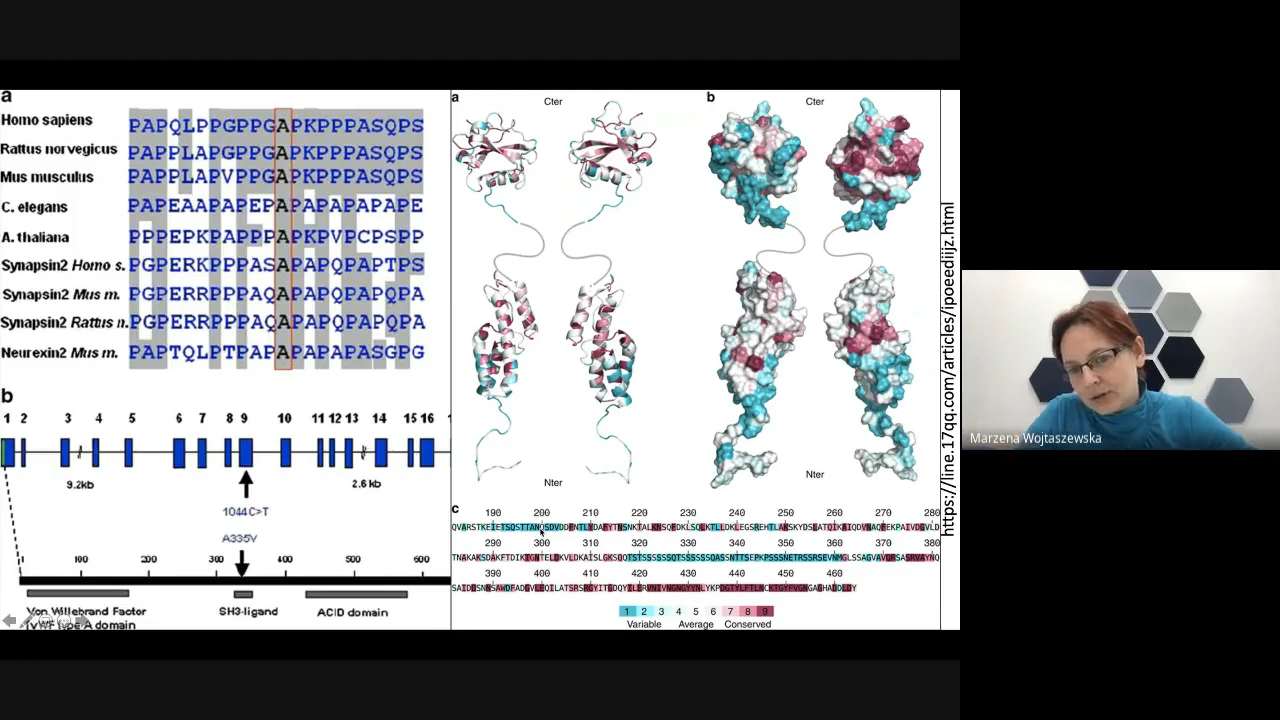 a
Homo sapiens PAPQLPPGPPGAPKPPPASQPS
Rattus norvegicus PAPPLAPGPPGAPKPPPASQPS
Mus musculus PAPPLAPVPPGAPKPPPASQPS
C. elegans PAPEAAPAPEPAPAPAPAPAPE
A. thaliana PPPEPKPAPPPAPKPVPCPSPP
Synapsin2 Homo s. PGPERKPPPASAPAPQPAPTPS
Synapsin2 Mus m. PGPERRPPPAQAPAPQPAPQPA
Synapsin2 Rattus n. PGPERRPPPAQAPAPQPAPQPA
Neurexin2 Mus m. PAPTQLPTPAPAPAPAPASGPG
b
1 2 3 4 5 6 7 8 9 10 11 12 13 14 15 16
9.2kb 2.6 kb
1044C>T
A335V
100 200 300 400 500 600
Von Willebrand Factor
(VWF type A domain
SH3-ligand
ACID domain
a
Cter
Nter
b
Cter
Nter
c
190 200 210 220 230 240 250 260 270 280
290 300 310 320 330 340 350 360 370 380
390 400 410 420 430 440 450 460
1 2 3 4 5 6 7 8 9
Variable Average Conserved
https://line.17qq.com/articles/ipoeediijz.html
Marzena Wojtaszewska